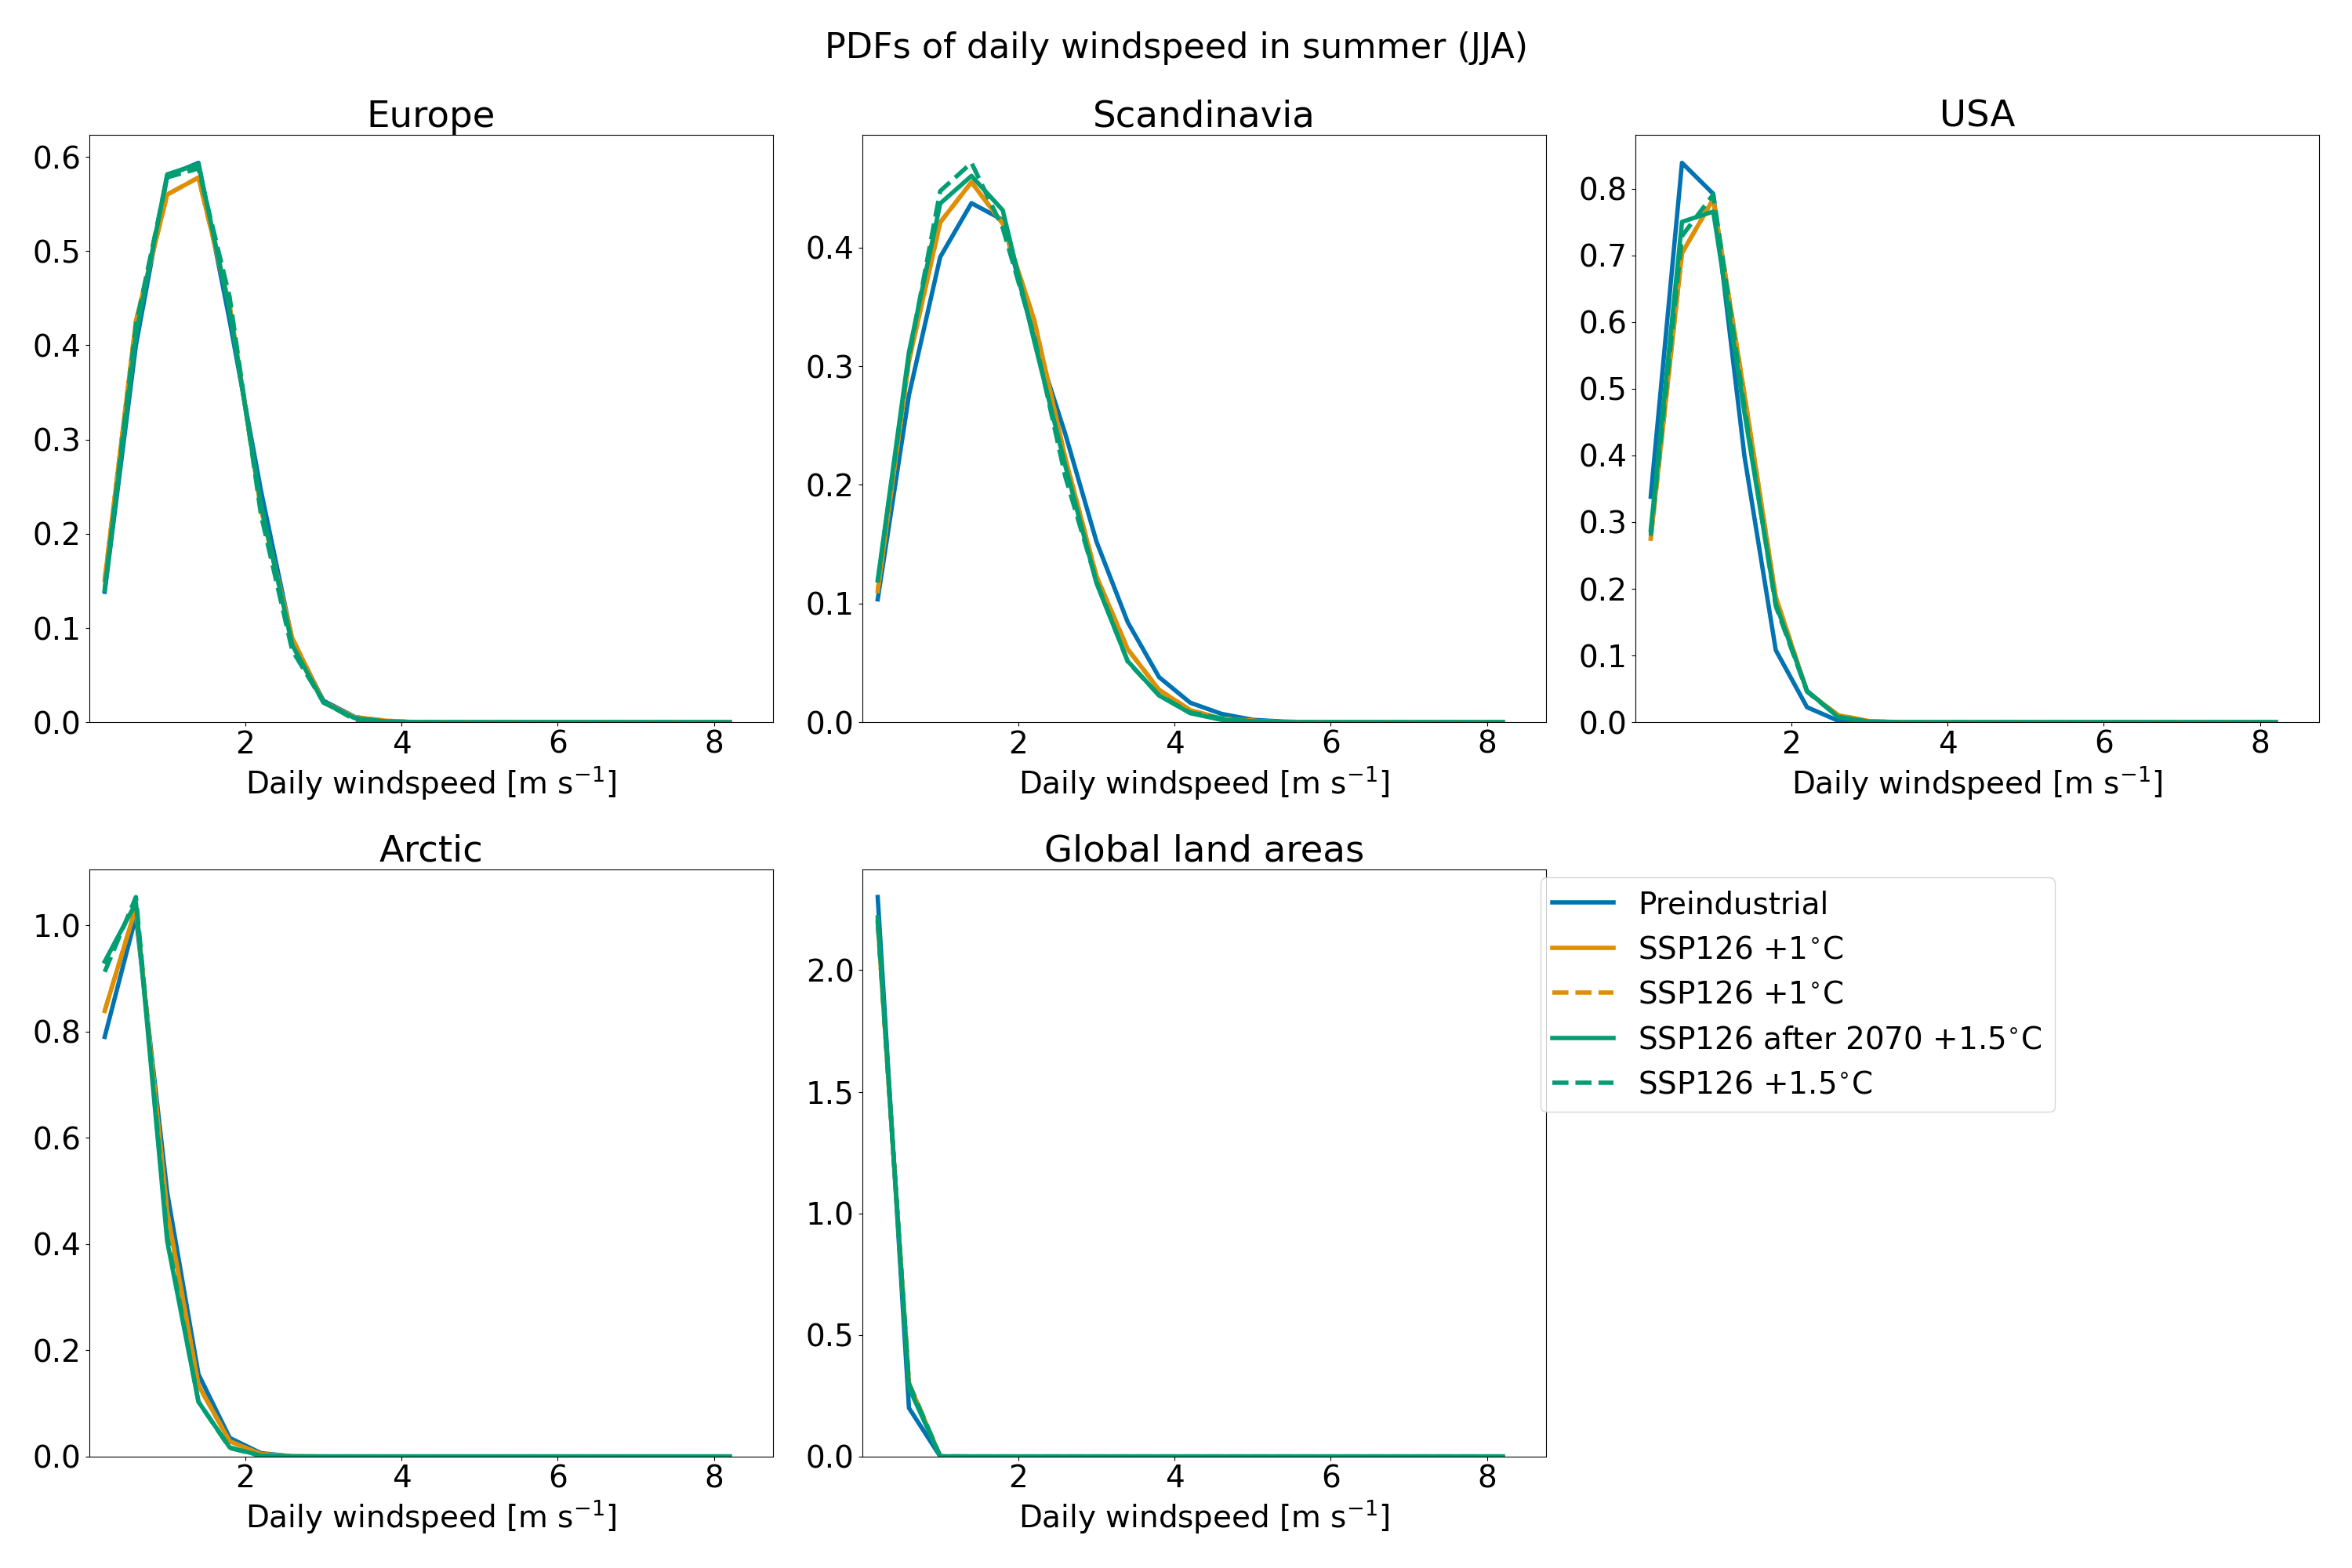 PDFs of daily windspeed in summer (JJA)
Europe
0.6
0.5
0.4
0.3
0.2
0.1
0.0
2 4 6 8
Daily windspeed [m s⁻¹]
Scandinavia
0.4
0.3
0.2
0.1
0.0
2 4 6 8
Daily windspeed [m s⁻¹]
USA
0.8
0.7
0.6
0.5
0.4
0.3
0.2
0.1
0.0
2 4 6 8
Daily windspeed [m s⁻¹]
Arctic
1.0
0.8
0.6
0.4
0.2
0.0
2 4 6 8
Daily windspeed [m s⁻¹]
Global land areas
2.0
1.5
1.0
0.5
0.0
2 4 6 8
Daily windspeed [m s⁻¹]
Preindustrial
SSP126 +1°C
SSP126 +1°C
SSP126 after 2070 +1.5°C
SSP126 +1.5°C